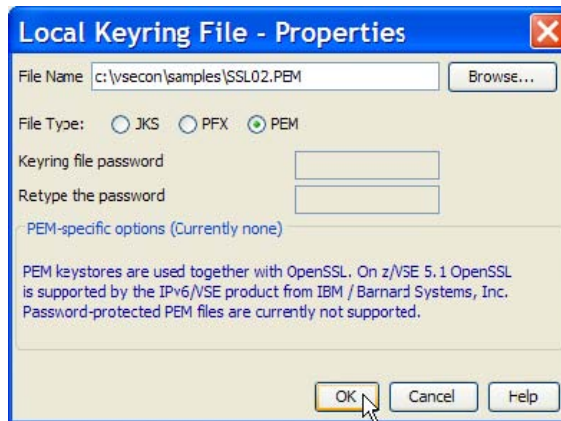 Local Keyring File - Properties
File Name c:\vsecon\samples\SSL02.PEM Browse...
File Type: JKS PFX PEM
Keyring file password
Retype the password
PEM-specific options (Currently none)
PEM keystores are used together with OpenSSL. On z/VSE 5.1 OpenSSL
is supported by the IPv6/VSE product from IBM / Barnard Systems, Inc.
Password-protected PEM files are currently not supported.
OK Cancel Help